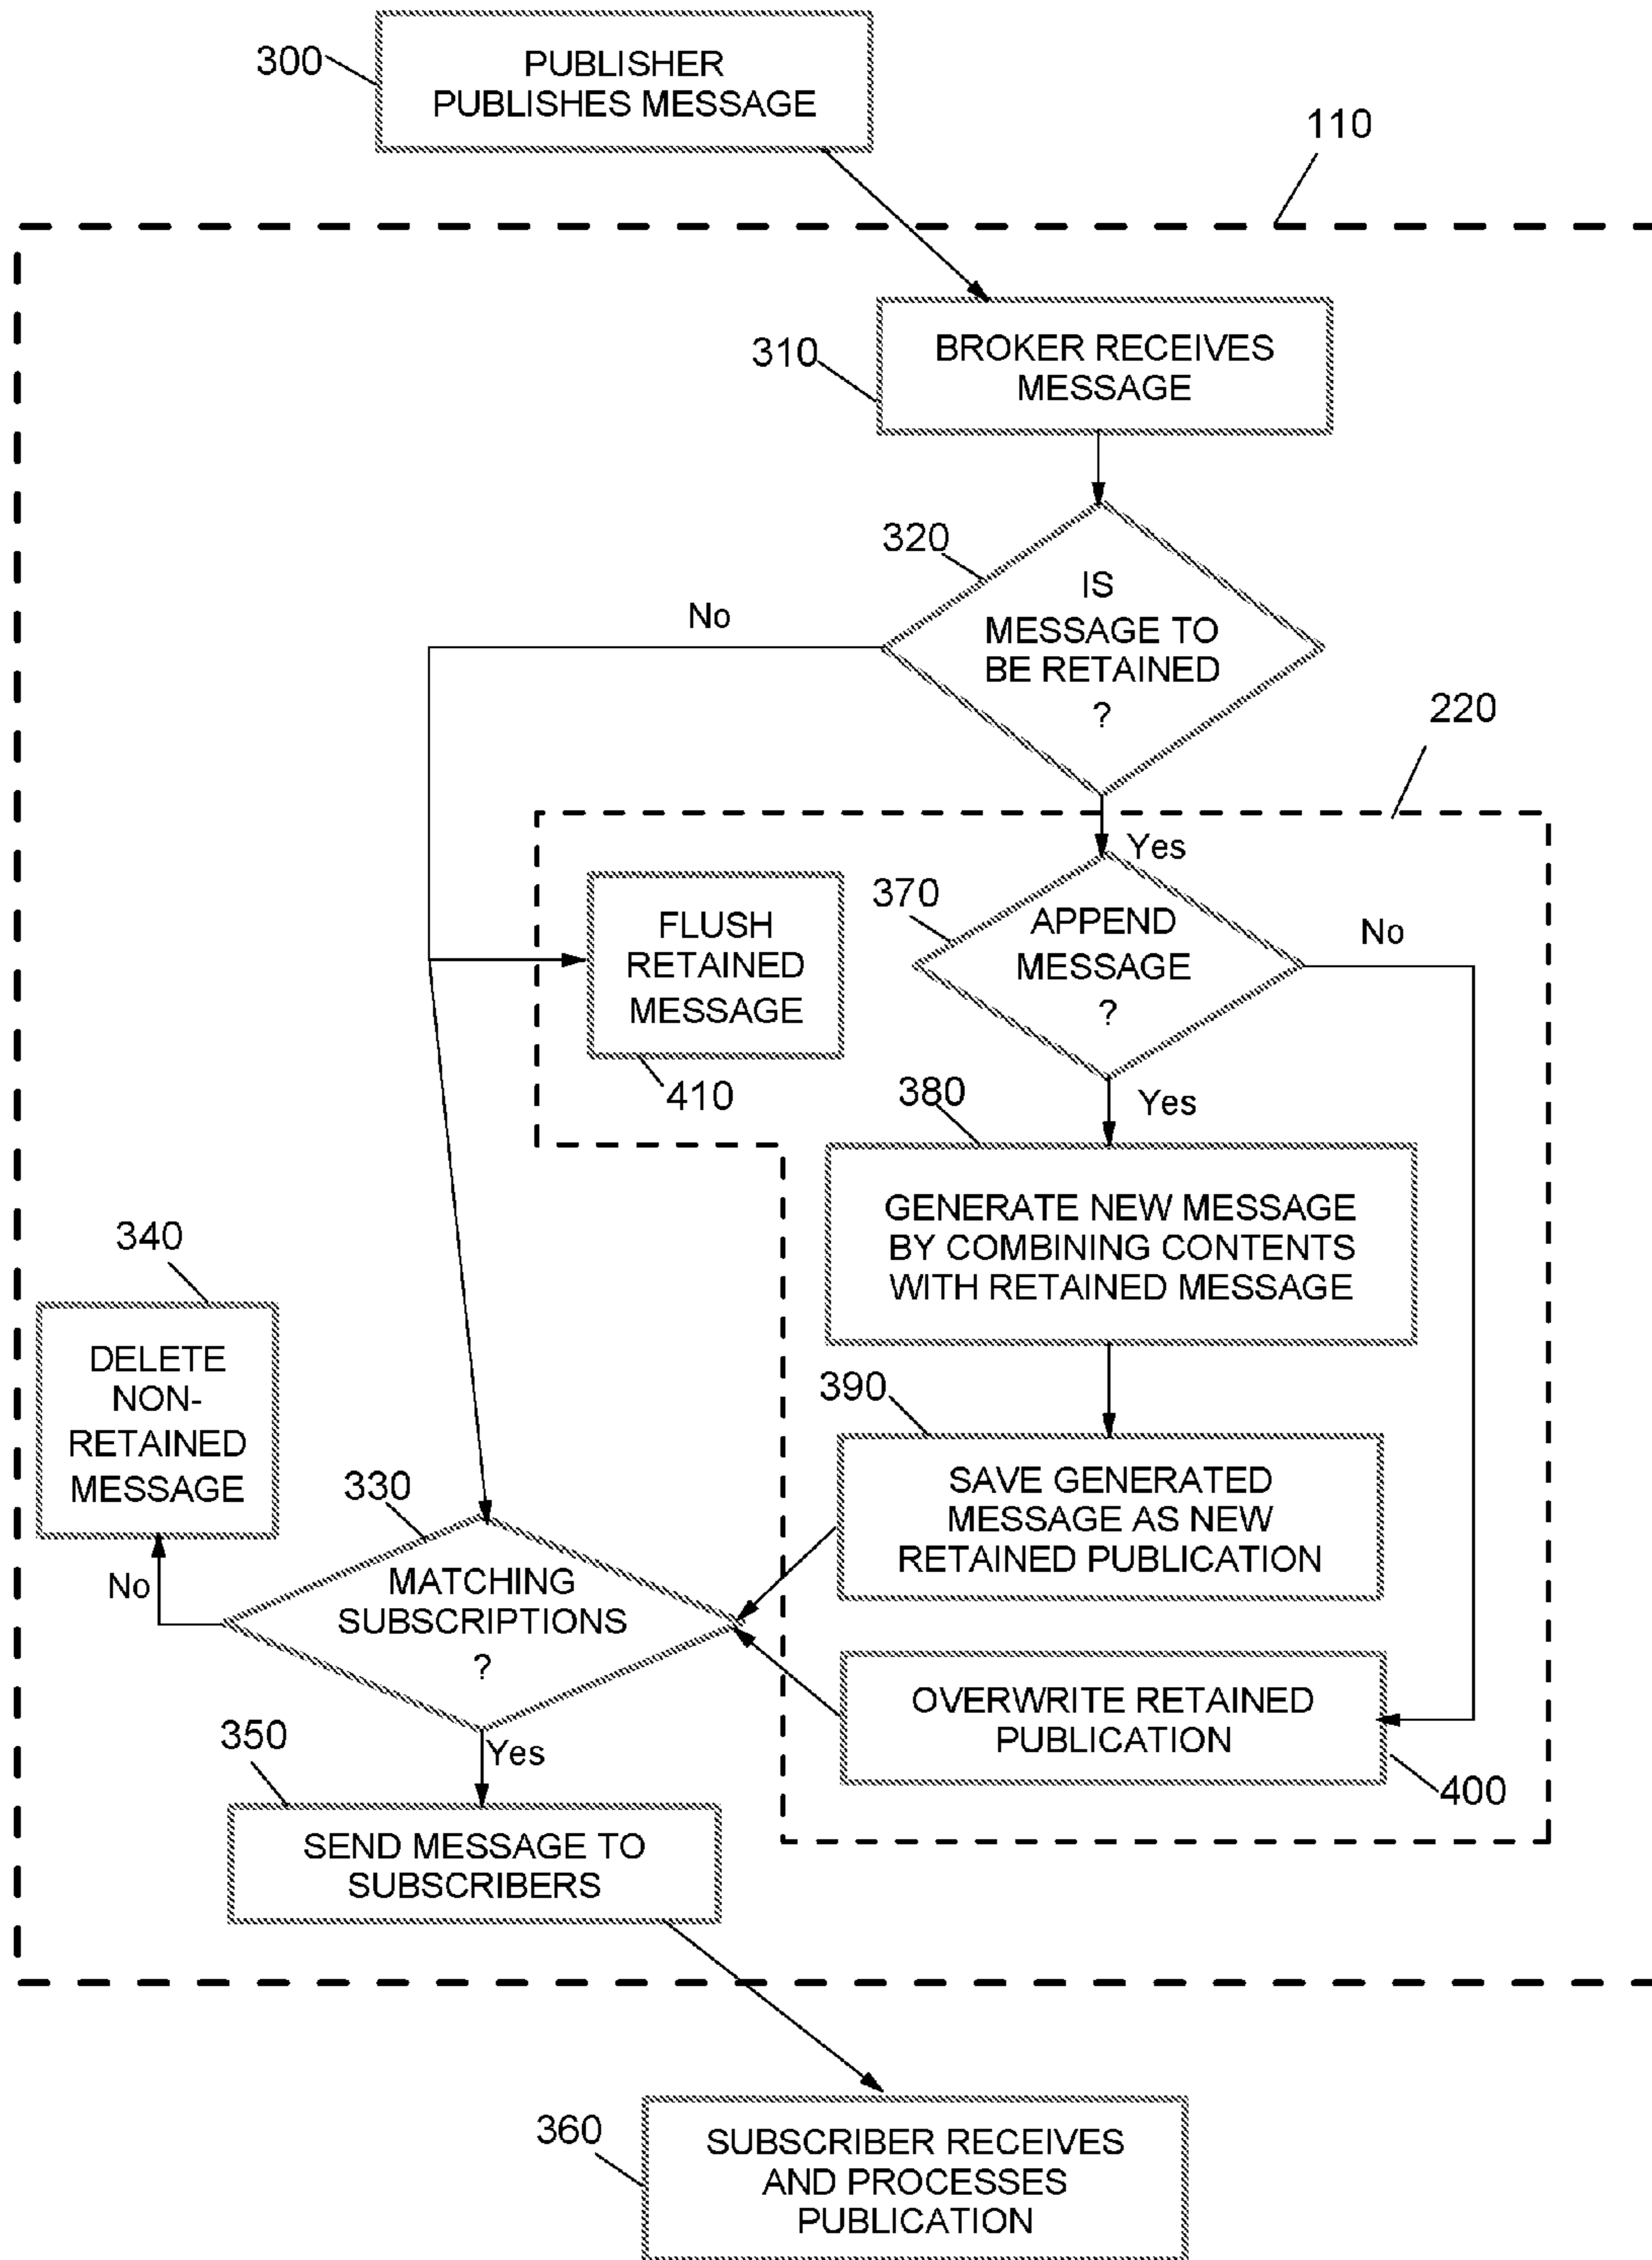 300
PUBLISHER
PUBLISHES MESSAGE
110
310
BROKER RECEIVES
MESSAGE
320
IS
MESSAGE TO
BE RETAINED
?
No
220
Yes
370
APPEND
MESSAGE
?
No
FLUSH
RETAINED
MESSAGE
410
380
Yes
GENERATE NEW MESSAGE
BY COMBINING CONTENTS
WITH RETAINED MESSAGE
340
DELETE
NON-
RETAINED
MESSAGE
390
SAVE GENERATED
MESSAGE AS NEW
RETAINED PUBLICATION
330
MATCHING
SUBSCRIPTIONS
?
No
OVERWRITE RETAINED
PUBLICATION
400
350
Yes
SEND MESSAGE TO
SUBSCRIBERS
360
SUBSCRIBER RECEIVES
AND PROCESSES
PUBLICATION